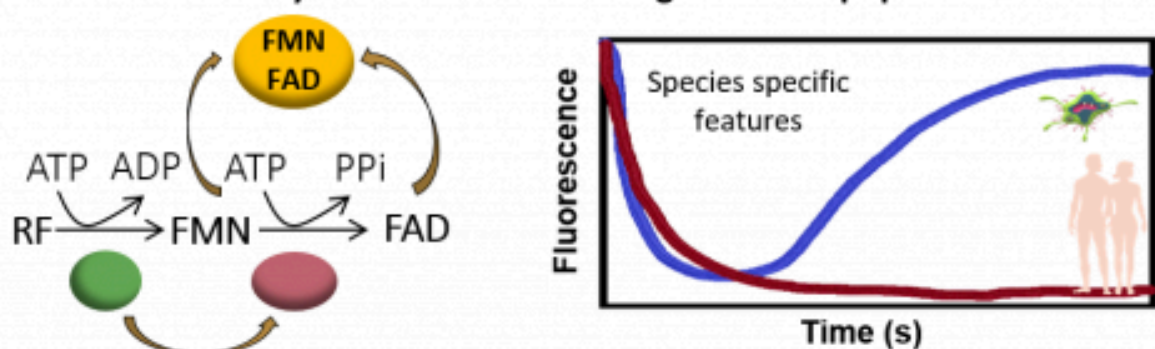 FMN
FAD
ATP ADP ATP PPi
RF FMN FAD
Species specific
features
Fluorescence
Time (s)